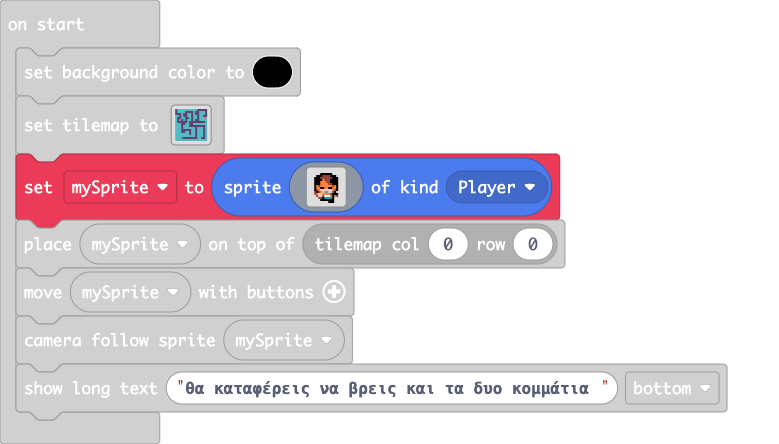 on start
set background color to
set tilemap to
set mySprite to sprite of kind Player
place mySprite on top of tilemap col 0 row 0
move mySprite with buttons
camera follow sprite mySprite
show long text "θα καταφέρεις να βρεις και τα δυο κομμάτια " bottom